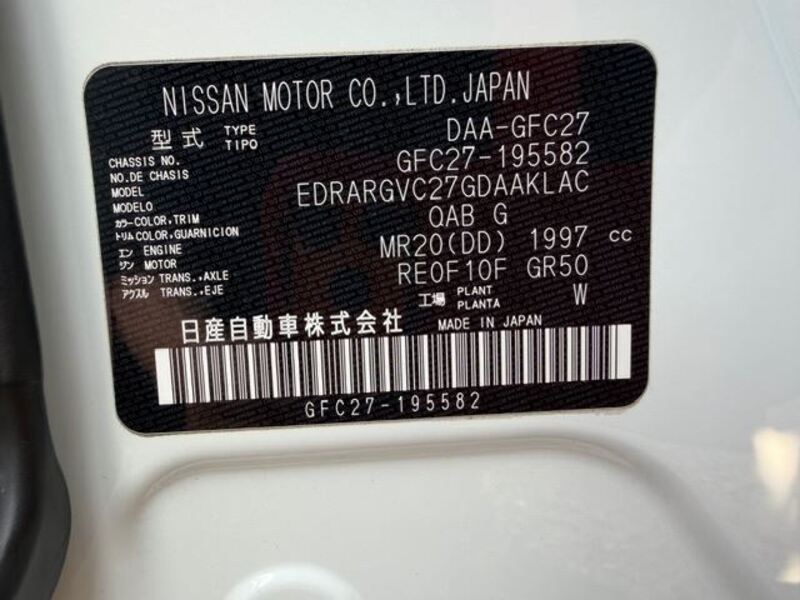 NISSAN MOTOR CO.,LTD.JAPAN
型式 TYPE TIPO DAA-GFC27
CHASSIS NO. NO.DE CHASIS GFC27-195582
MODEL MODELO EDRARGVC27GDAAKLAC
カラー COLOR,TRIM QAB G
トリム COLOR,GUARNICION
エン ENGINE MR20(DD) 1997 cc
ジン MOTOR
ミッション TRANS.,AXLE RE0F10F GR50
アクスル TRANS.,EJE
工場 PLANT PLANTA W
日産自動車株式会社 MADE IN JAPAN
GFC27-195582